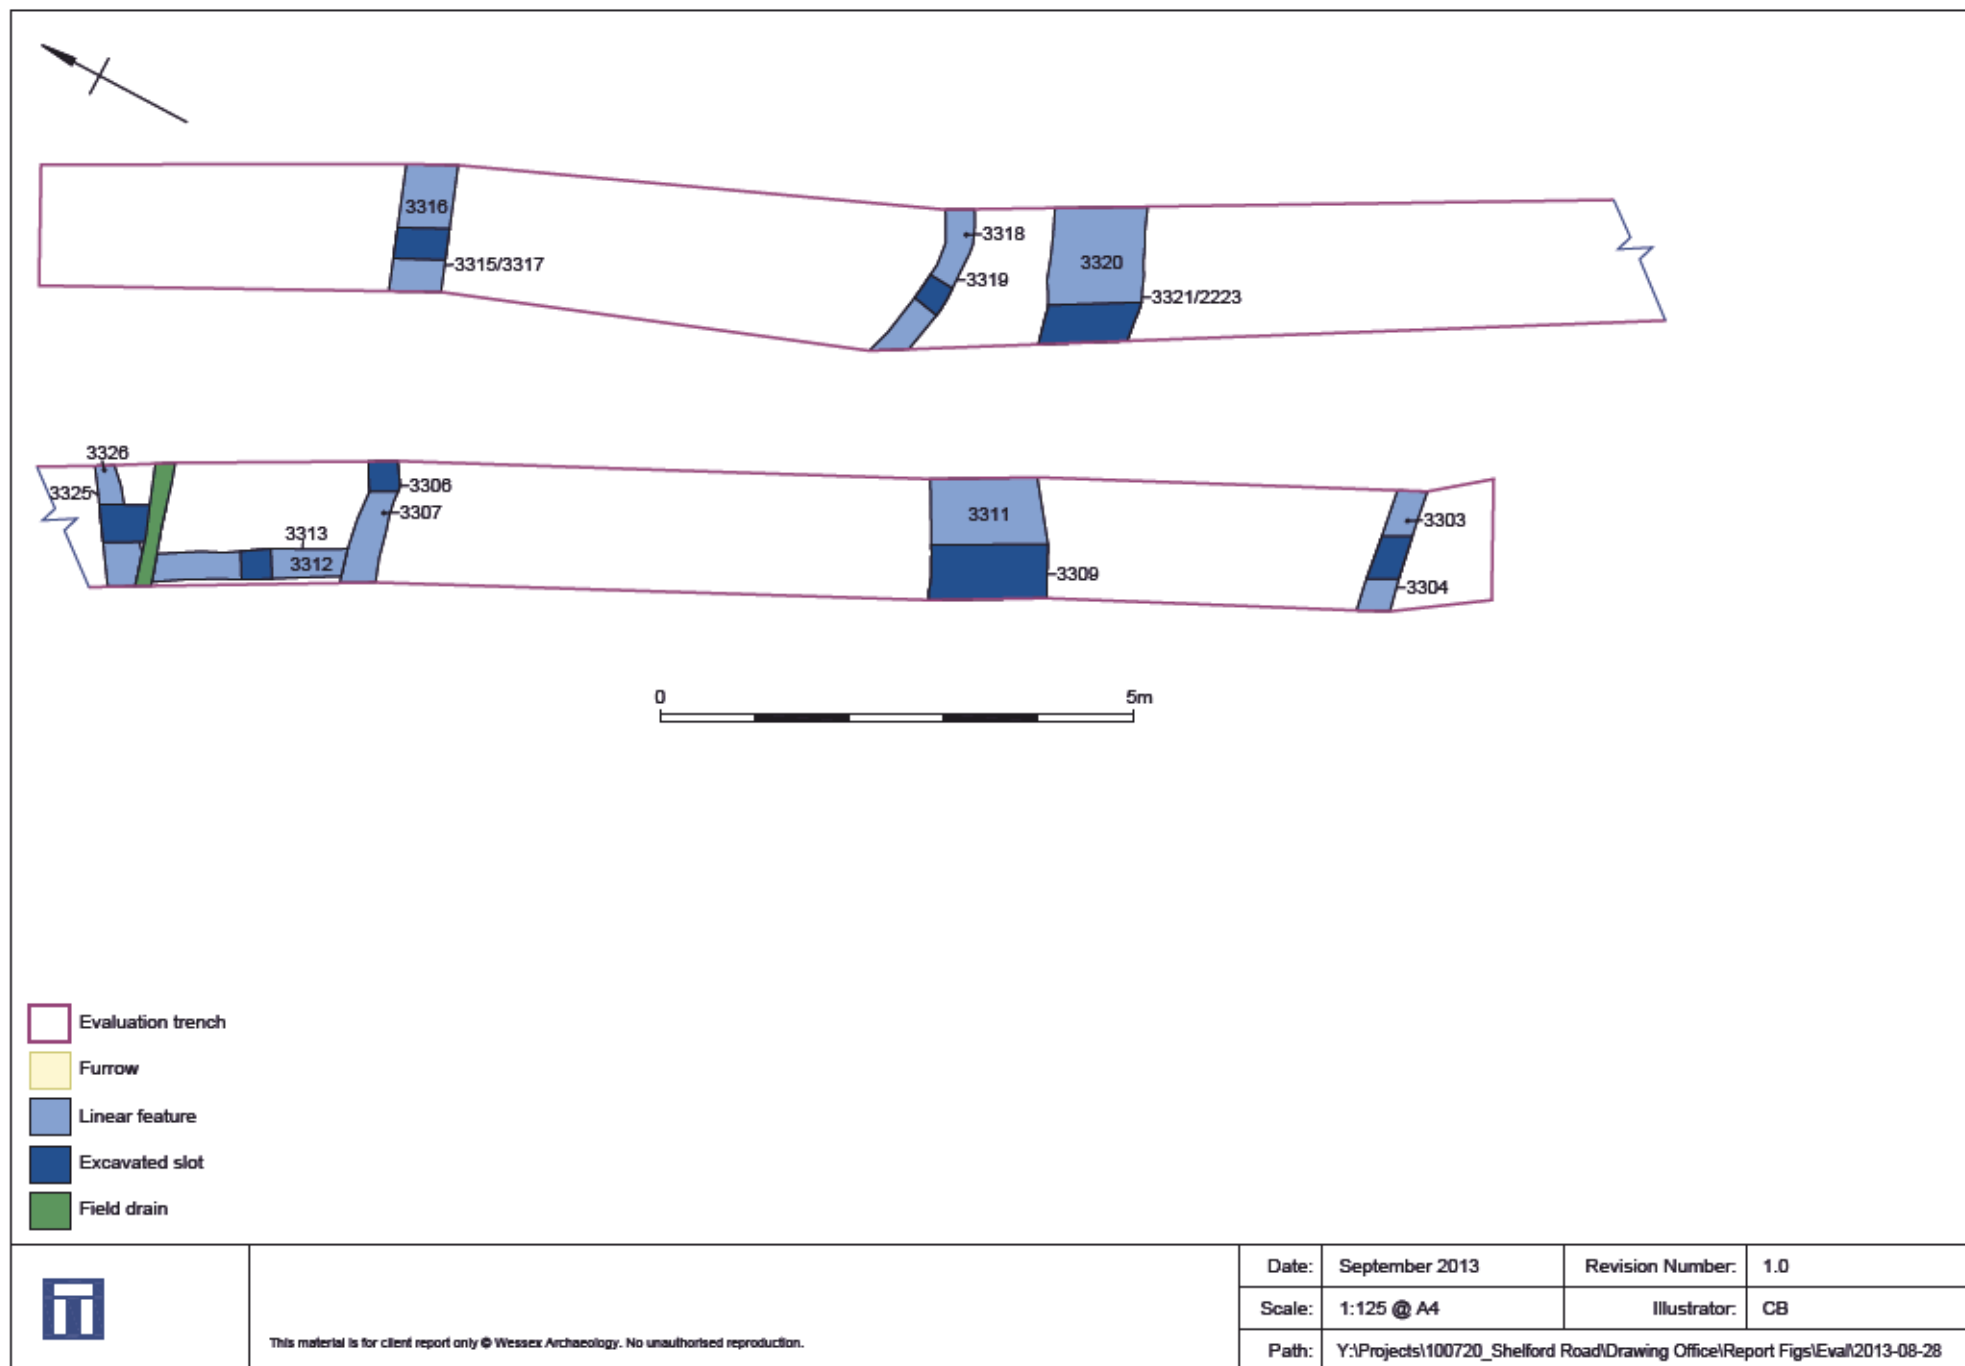 3316
3315/3317
3318
3319
3320
3321/2223
3326
3325
3313
3312
3306
3307
3311
3309
3303
3304
0 5m
Evaluation trench
Furrow
Linear feature
Excavated slot
Field drain
Date: September 2013 Revision Number: 1.0
Scale: 1:125 @ A4 Illustrator: CB
This material is for client report only © Wessex Archaeology. No unauthorised reproduction.
Path: Y:\Projects\100720_Shelford Road\Drawing Office\Report Figs\Eval\2013-08-28